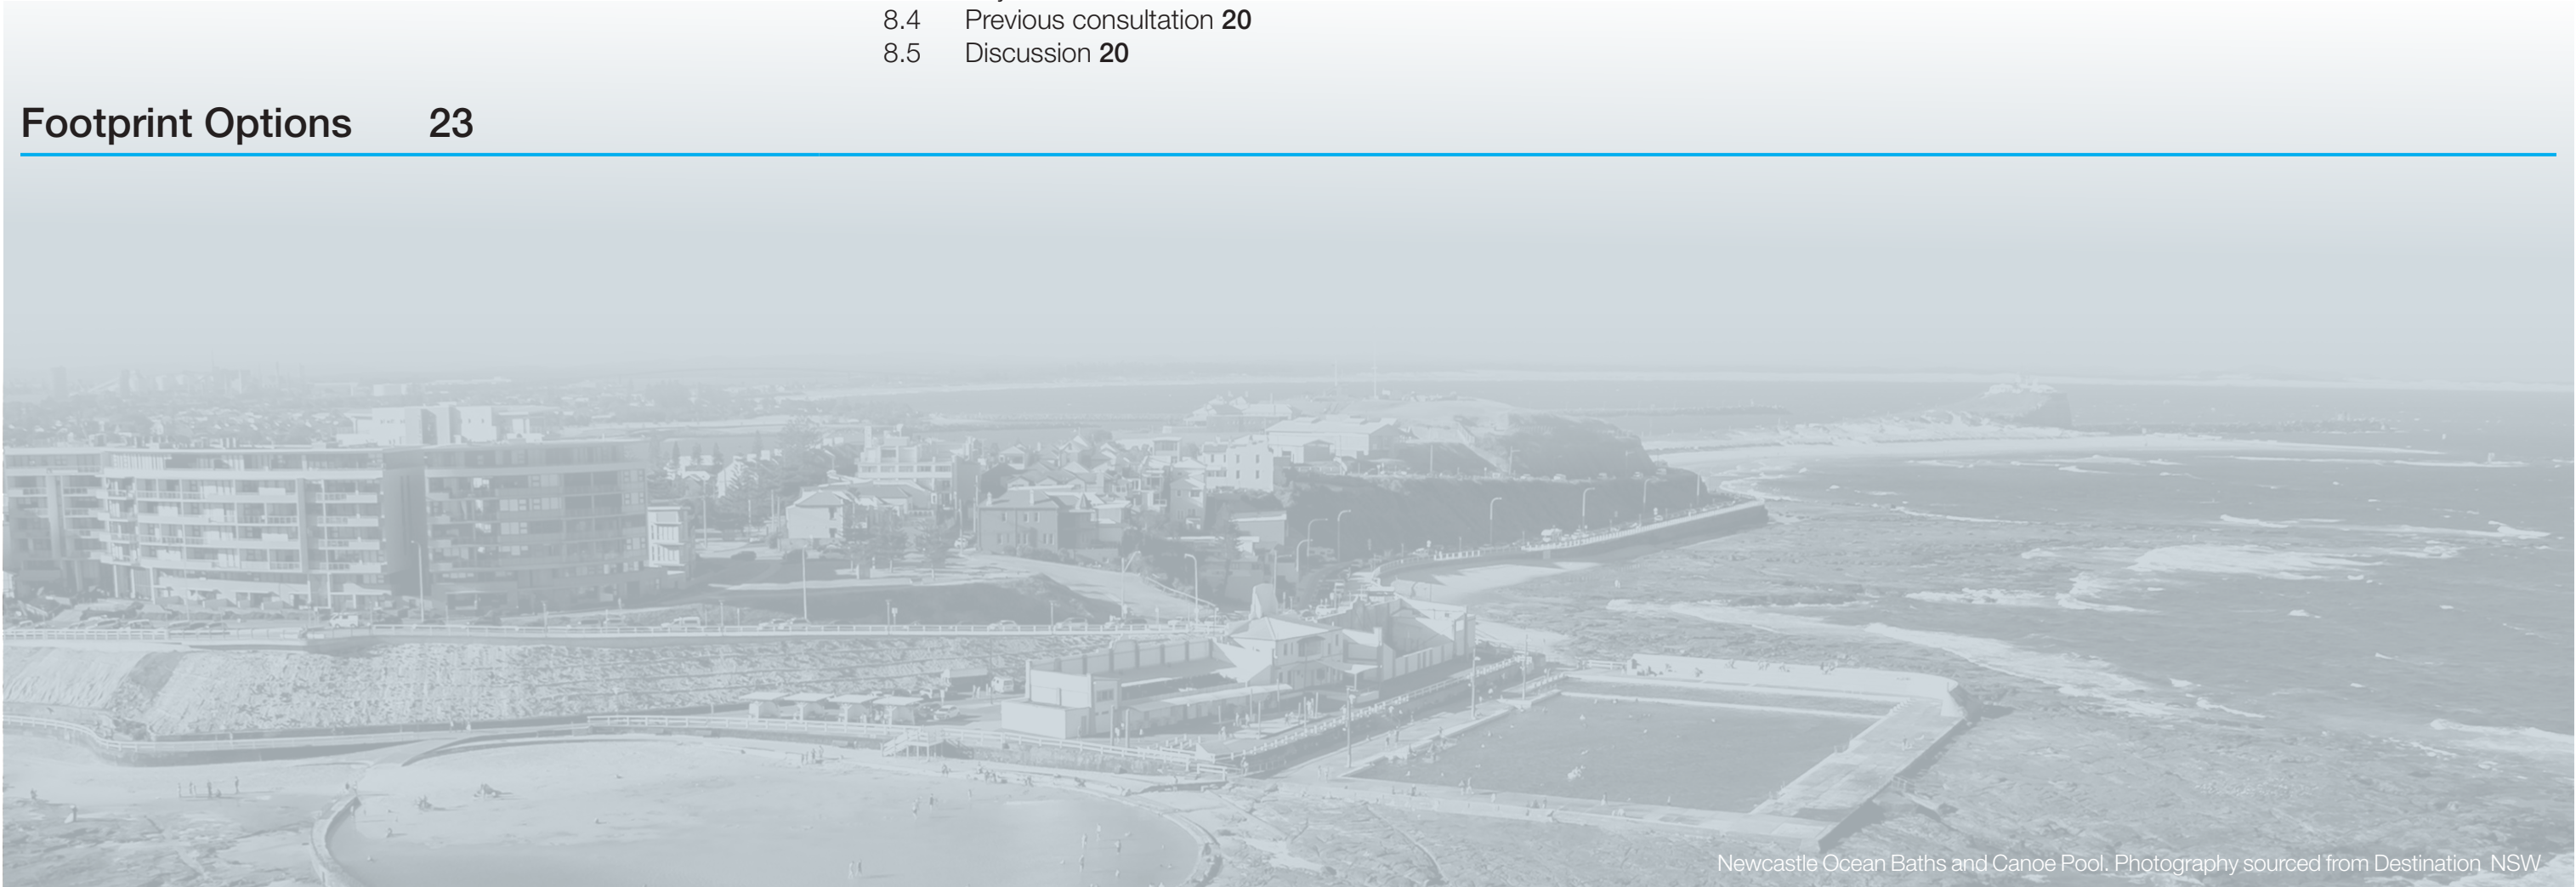 8.4 Previous consultation 20
8.5 Discussion 20
Footprint Options 23
Newcastle Ocean Baths and Canoe Pool. Photography sourced from Destination NSW